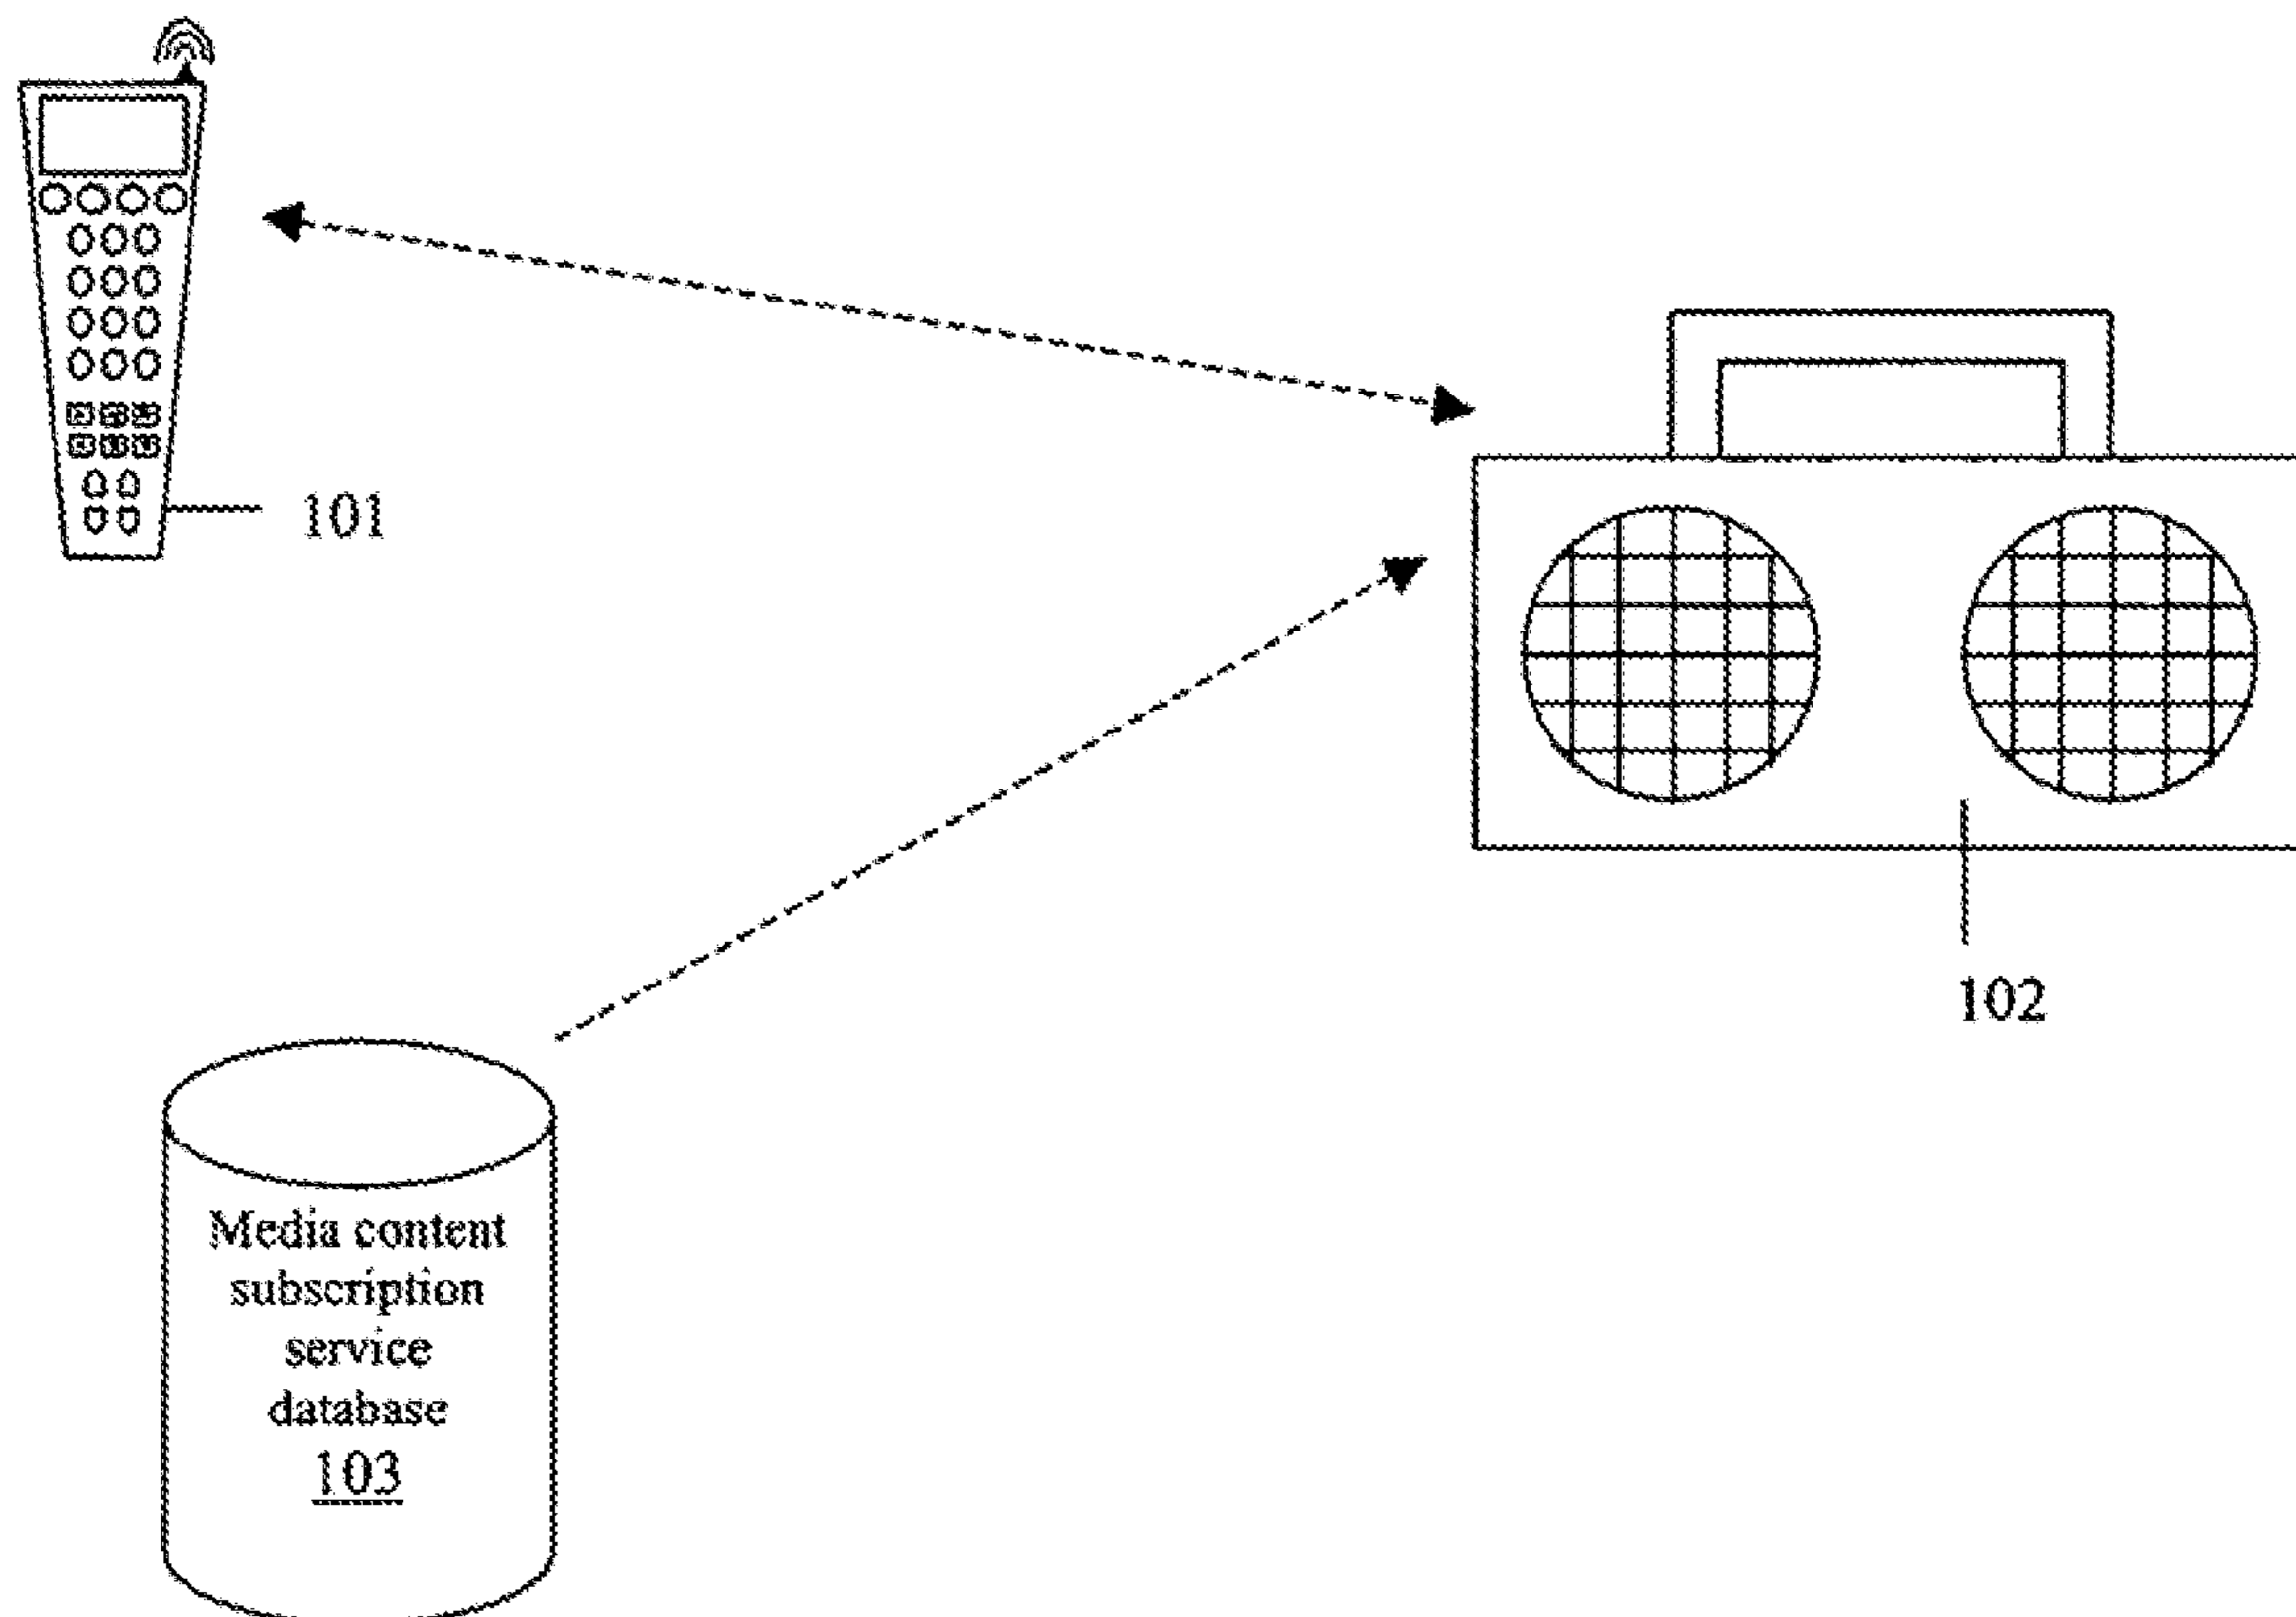 101
102
Media content
subscription
service
database
103